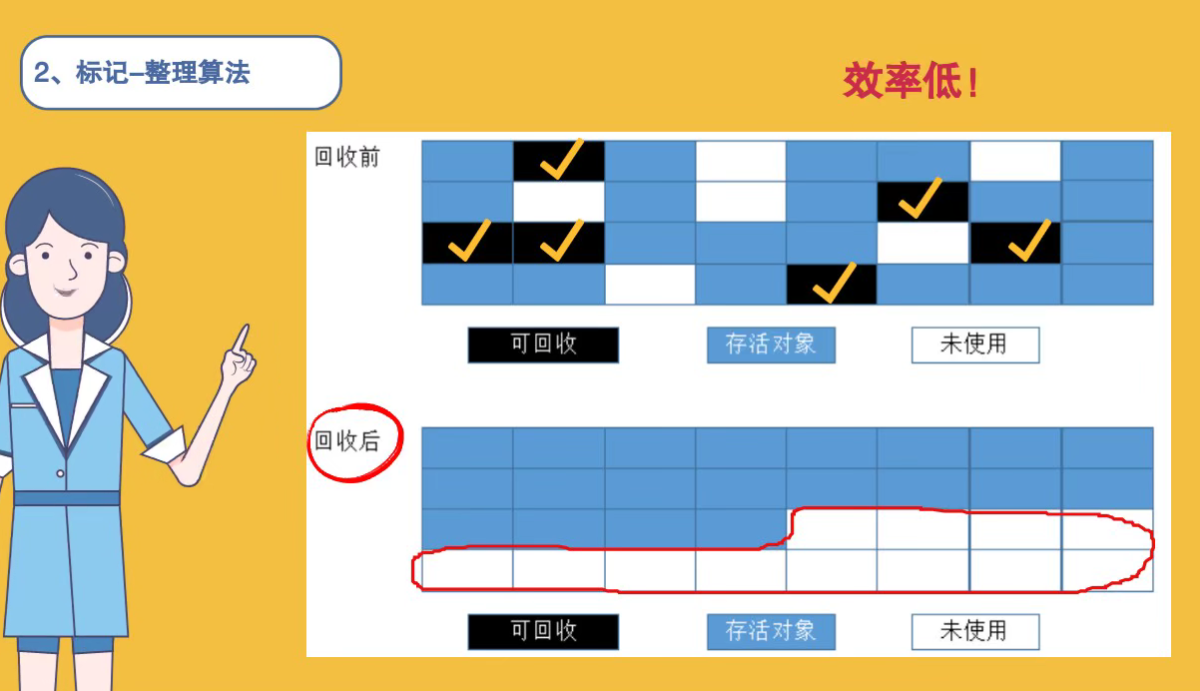 2、标记-整理算法
效率低!
回收前
可回收 存活对象 未使用
回收后
可回收 存活对象 未使用